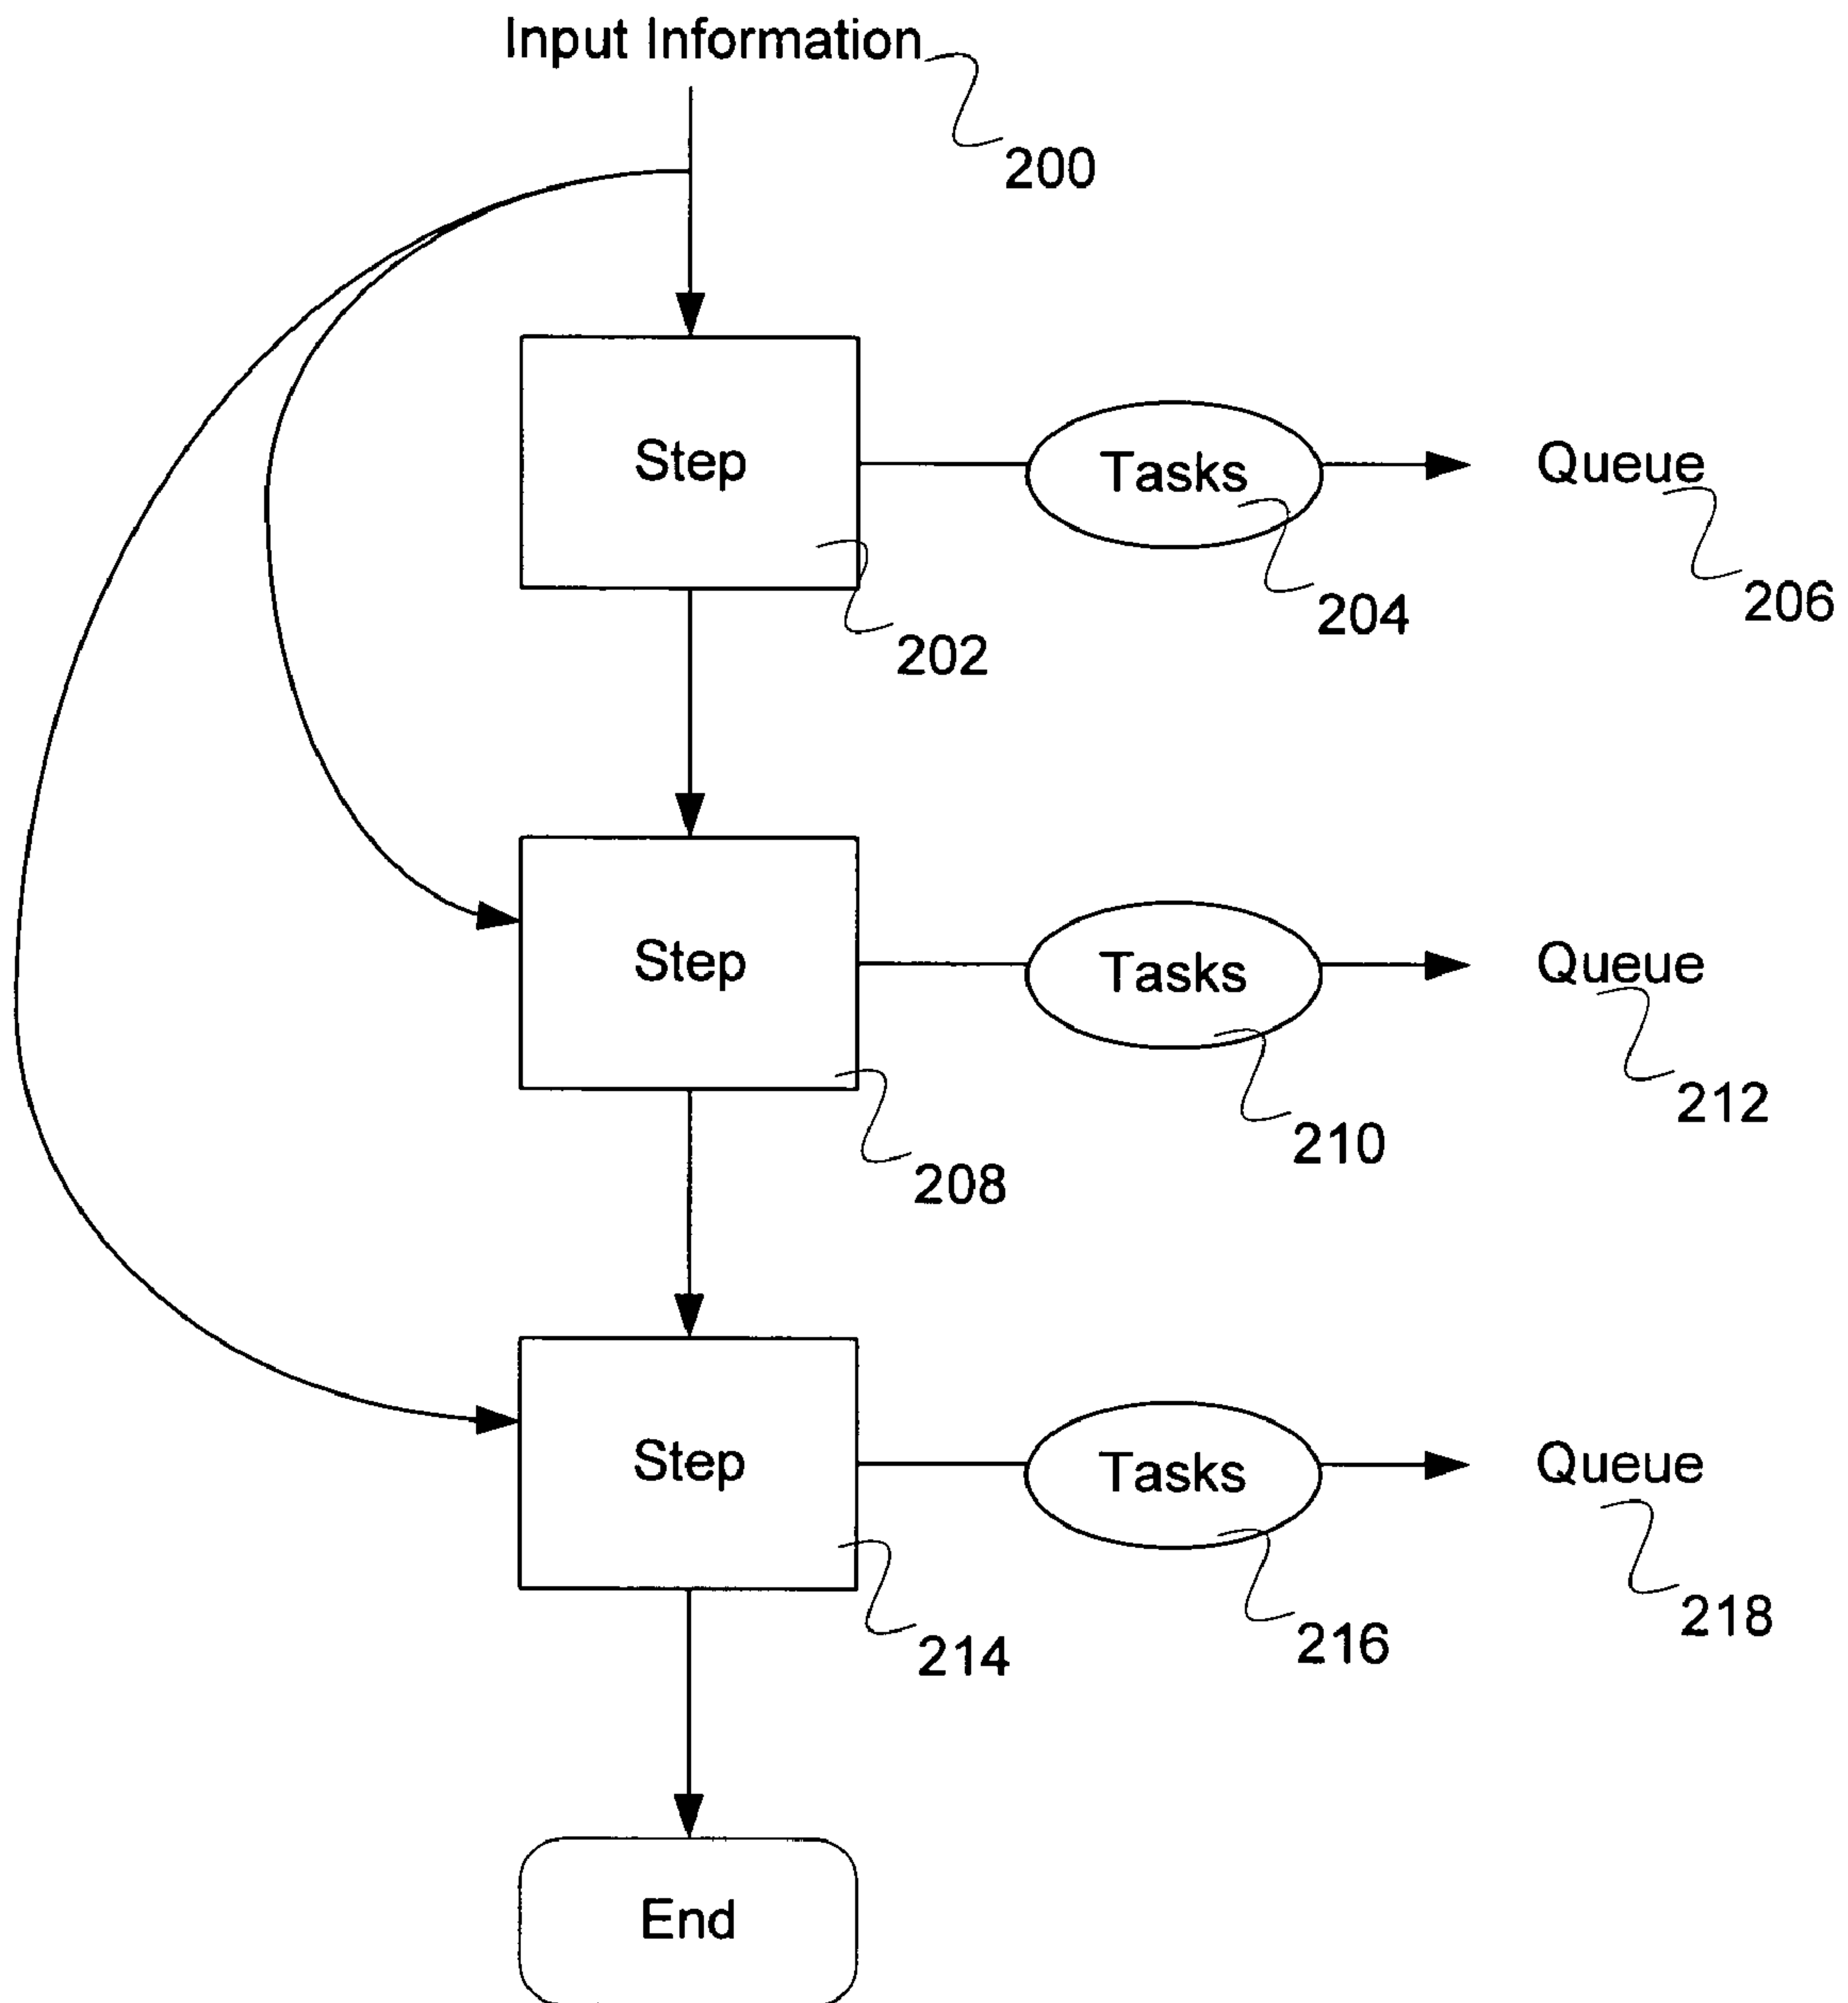 Input Information
200
Step
Tasks
Queue
202
204
206
Step
Tasks
Queue
208
210
212
Step
Tasks
Queue
214
216
218
End